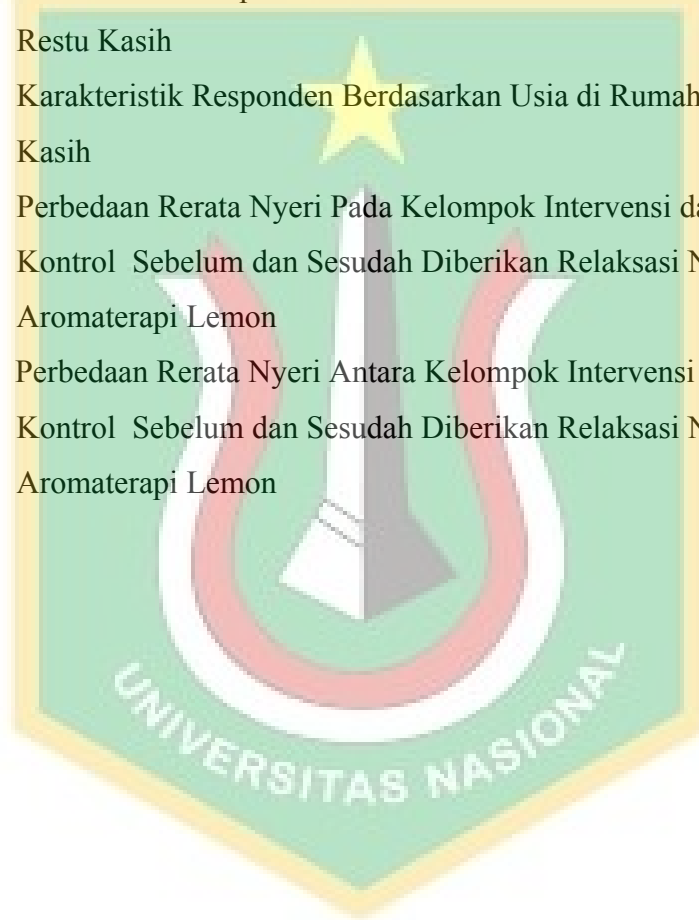 Restu Kasih
Karakteristik Responden Berdasarkan Usia di Rumah
Kasih
Perbedaan Rerata Nyeri Pada Kelompok Intervensi da
Kontrol Sebelum dan Sesudah Diberikan Relaksasi N
Aromaterapi Lemon
Perbedaan Rerata Nyeri Antara Kelompok Intervensi
Kontrol Sebelum dan Sesudah Diberikan Relaksasi N
Aromaterapi Lemon
UNIVERSITAS NASIONAL